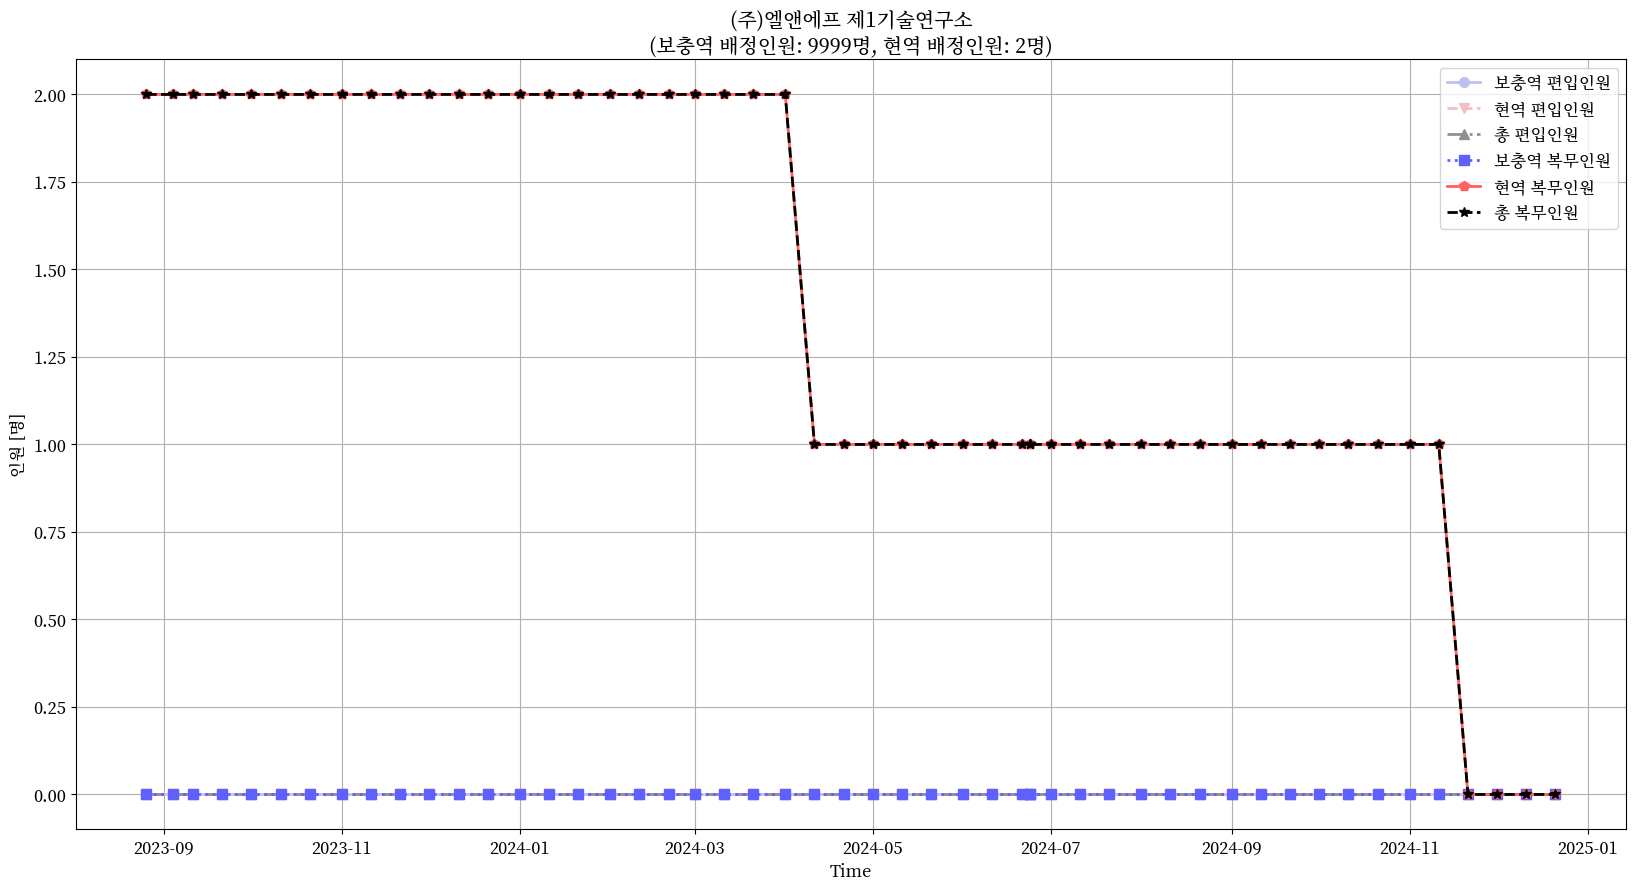 (주)엘앤에프 제1기술연구소
(보충역 배정인원: 9999명, 현역 배정인원: 2명)
보충역 편입인원
현역 편입인원
총 편입인원
보충역 복무인원
현역 복무인원
총 복무인원
인원 [명]
2.00
1.75
1.50
1.25
1.00
0.75
0.50
0.25
0.00
2023-09
2023-11
2024-01
2024-03
2024-05
2024-07
2024-09
2024-11
2025-01
Time